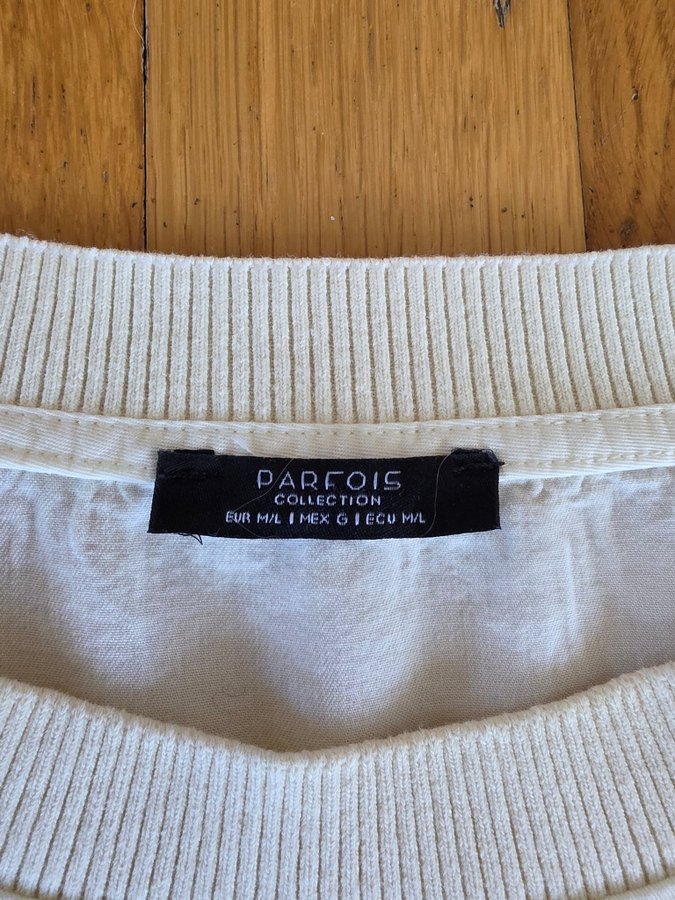 PARFOIS
COLLECTION
EUR M/L | MEX G | ECU M/L